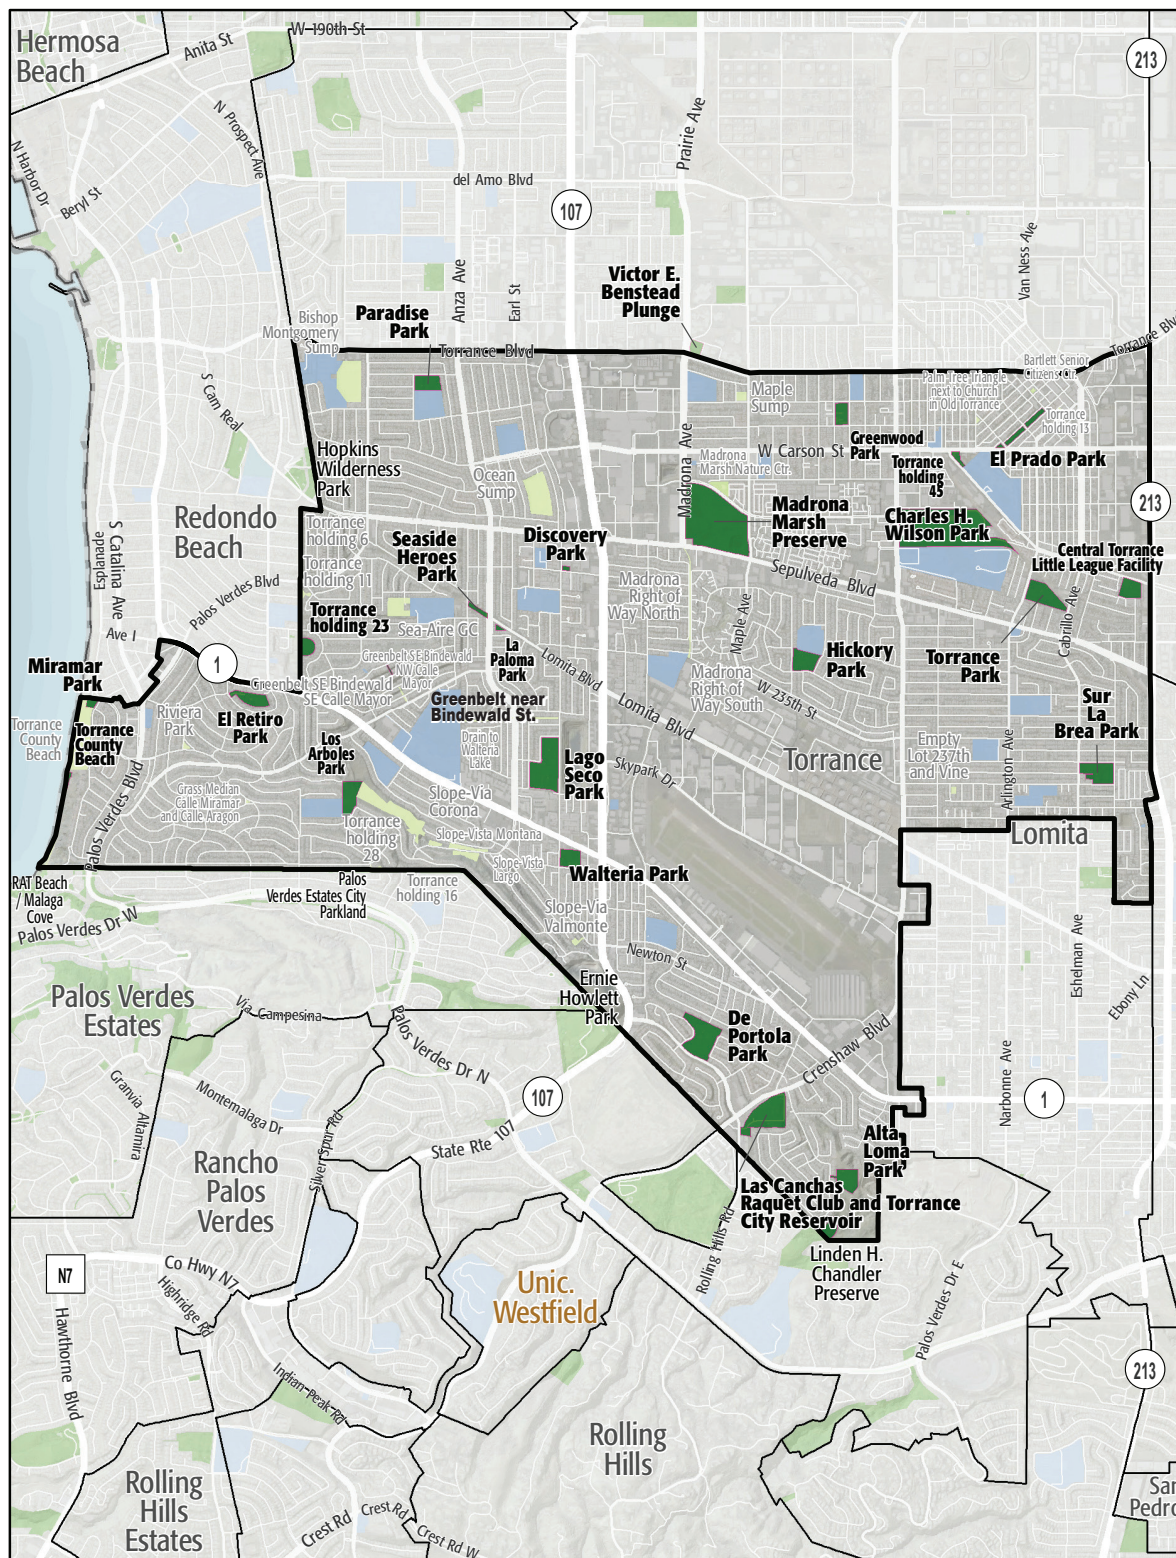 Hermosa
Beach
Anita St
W 190th St
213
N Prospect Ave
N Harbor Dr
Beryl St
Prairie Ave
del Amo Blvd
107
Van Ness Ave
Anza Ave
Earl St
Victor E.
Benstead
Plunge
Paradise
Park
Bishop
Montgomery
Sump
Torrance Blvd
Torrance Blv
Bartlett Senior
Citizens Ctr.
Palm Tree Triangle
next to Church
in Old Torrance
Maple
Sump
S Cam Real
Torrance
holding 13
Greenwood
Park
W Carson St
Hopkins
Wilderness
Park
Madrona Ave
Madrona
Marsh Nature Ctr.
El Prado Park
Torrance
holding
45
Ocean
Sump
213
Redondo
Beach
Torrance
holding 6
Madrona
Marsh
Preserve
Charles H.
Wilson Park
Seaside
Heroes
Park
Discovery
Park
Esplanade
S Catalina Ave
Torrance
holding 11
Central Torrance
Little League Facility
Sepulveda Blvd
Palos Verdes Blvd
Madrona
Right of
Way North
Maple Ave
Torrance
holding 23
Sea-Aire GC
Cabrillo Ave
Ave I
La
Paloma
Park
Lomita Blvd
Hickory
Park
Torrance
Park
1
Miramar
Park
Greenbelt SE Bindewald
NW Calle
Mayor
Greenbelt SE Bindewald
SE Calle Mayor
Madrona
Right of
Way South
W 235th St
Greenbelt near
Bindewald St.
Lomita Blvd
Sur
La
Brea Park
Torrance
County
Beach
Torrance
County
Beach
Riviera
Park
El Retiro
Park
Los
Arboles
Park
Drain to
Walteria
Lake
Lago
Seco
Park
Skypark Dr
Torrance
Empty
Lot 237th
and Vine
Arlington Ave
Palos Verdes Blvd
Grass Median
Calle Miramar
and Calle Aragon
Slope-Via
Corona
Torrance
holding
28
Slope-Vista Montana
Lomita
Slope-Vista
Largo
Walteria Park
RAT Beach
/ Malaga
Cove
Palos
Verdes Estates City
Parkland
Torrance
holding 16
Slope-Via
Valmonte
Palos Verdes Dr W
Newton St
Eshelman Ave
Ebony Ln
Ernie
Howlett
Park
Palos Verdes
Estates
Via Campesina
De
Portola
Park
Palos Verdes Dr N
Crenshaw Blvd
Narbonne Ave
Granvia Altamira
Montemalaga Dr
107
1
Silver Spur Rd
State Rte 107
Rancho
Palos
Verdes
Alta
Loma
Park
Las Canchas
Raquet Club and Torrance
City Reservoir
Rolling Hills Rd
Linden H.
Chandler
Preserve
Co Hwy N7
N7
Unic.
Westfield
Highridge Rd
Palos Verdes Dr E
Hawthorne Blvd
Indian Peak Rd
213
Rolling
Hills
Rolling
Hills
Estates
San
Pedro
Crest Rd
Crest Rd
Crest Rd W